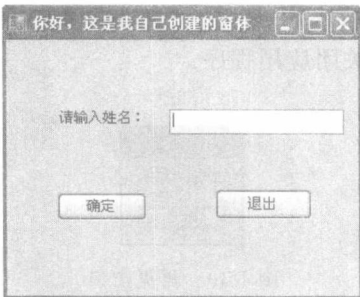 你好，这是我自己创建的窗体
请输入姓名：
确定
退出